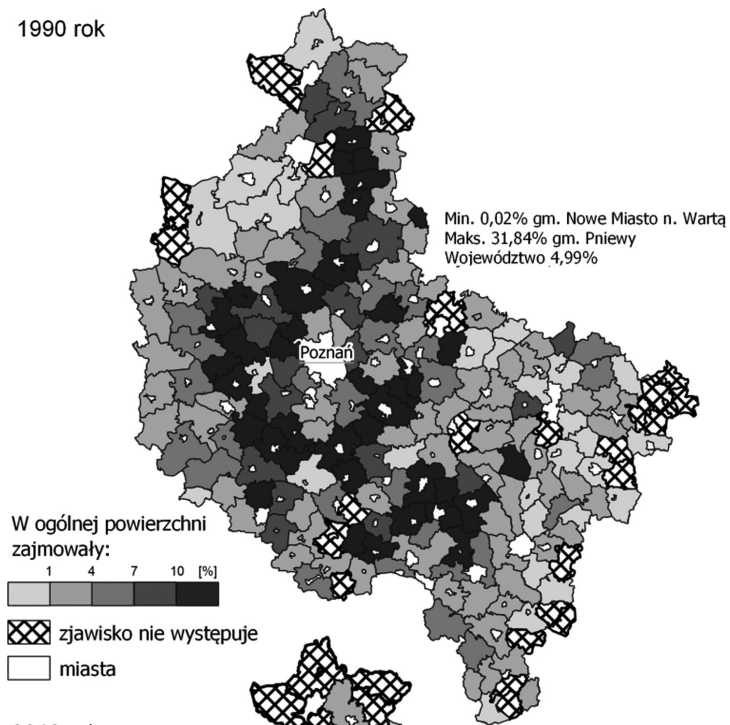 1990 rok
Min. 0,02% gm. Nowe Miasto n. Wartą
Maks. 31,84% gm. Pniewy
Województwo 4,99%
Poznań
W ogólnej powierzchni
zajmowały:
1 4 7 10 [%]
zjawisko nie występuje
miasta